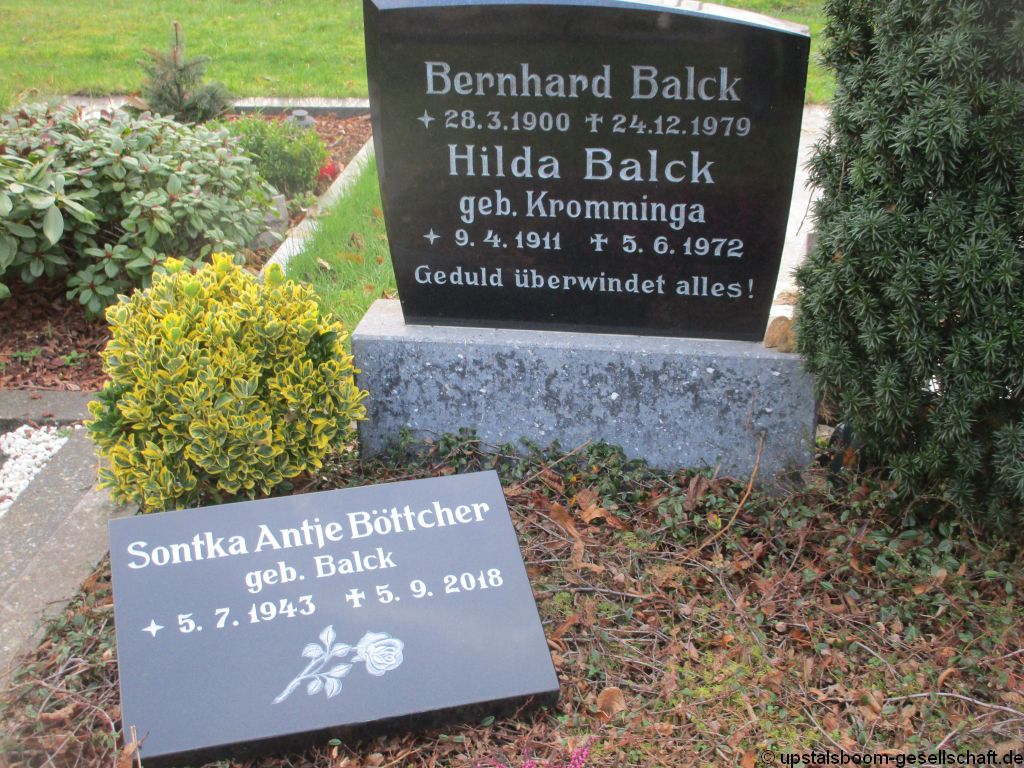 Bernhard Balck
✦ 28.3.1900 ✝ 24.12.1979
Hilda Balck
geb. Kromminga
✦ 9. 4. 1911 ✝ 5. 6. 1972
Geduld überwindet alles!
Sontka Antje Böttcher
geb. Balck
✦ 5. 7. 1943 ✝ 5. 9. 2018
© upstalsboom-gesellschaft.de